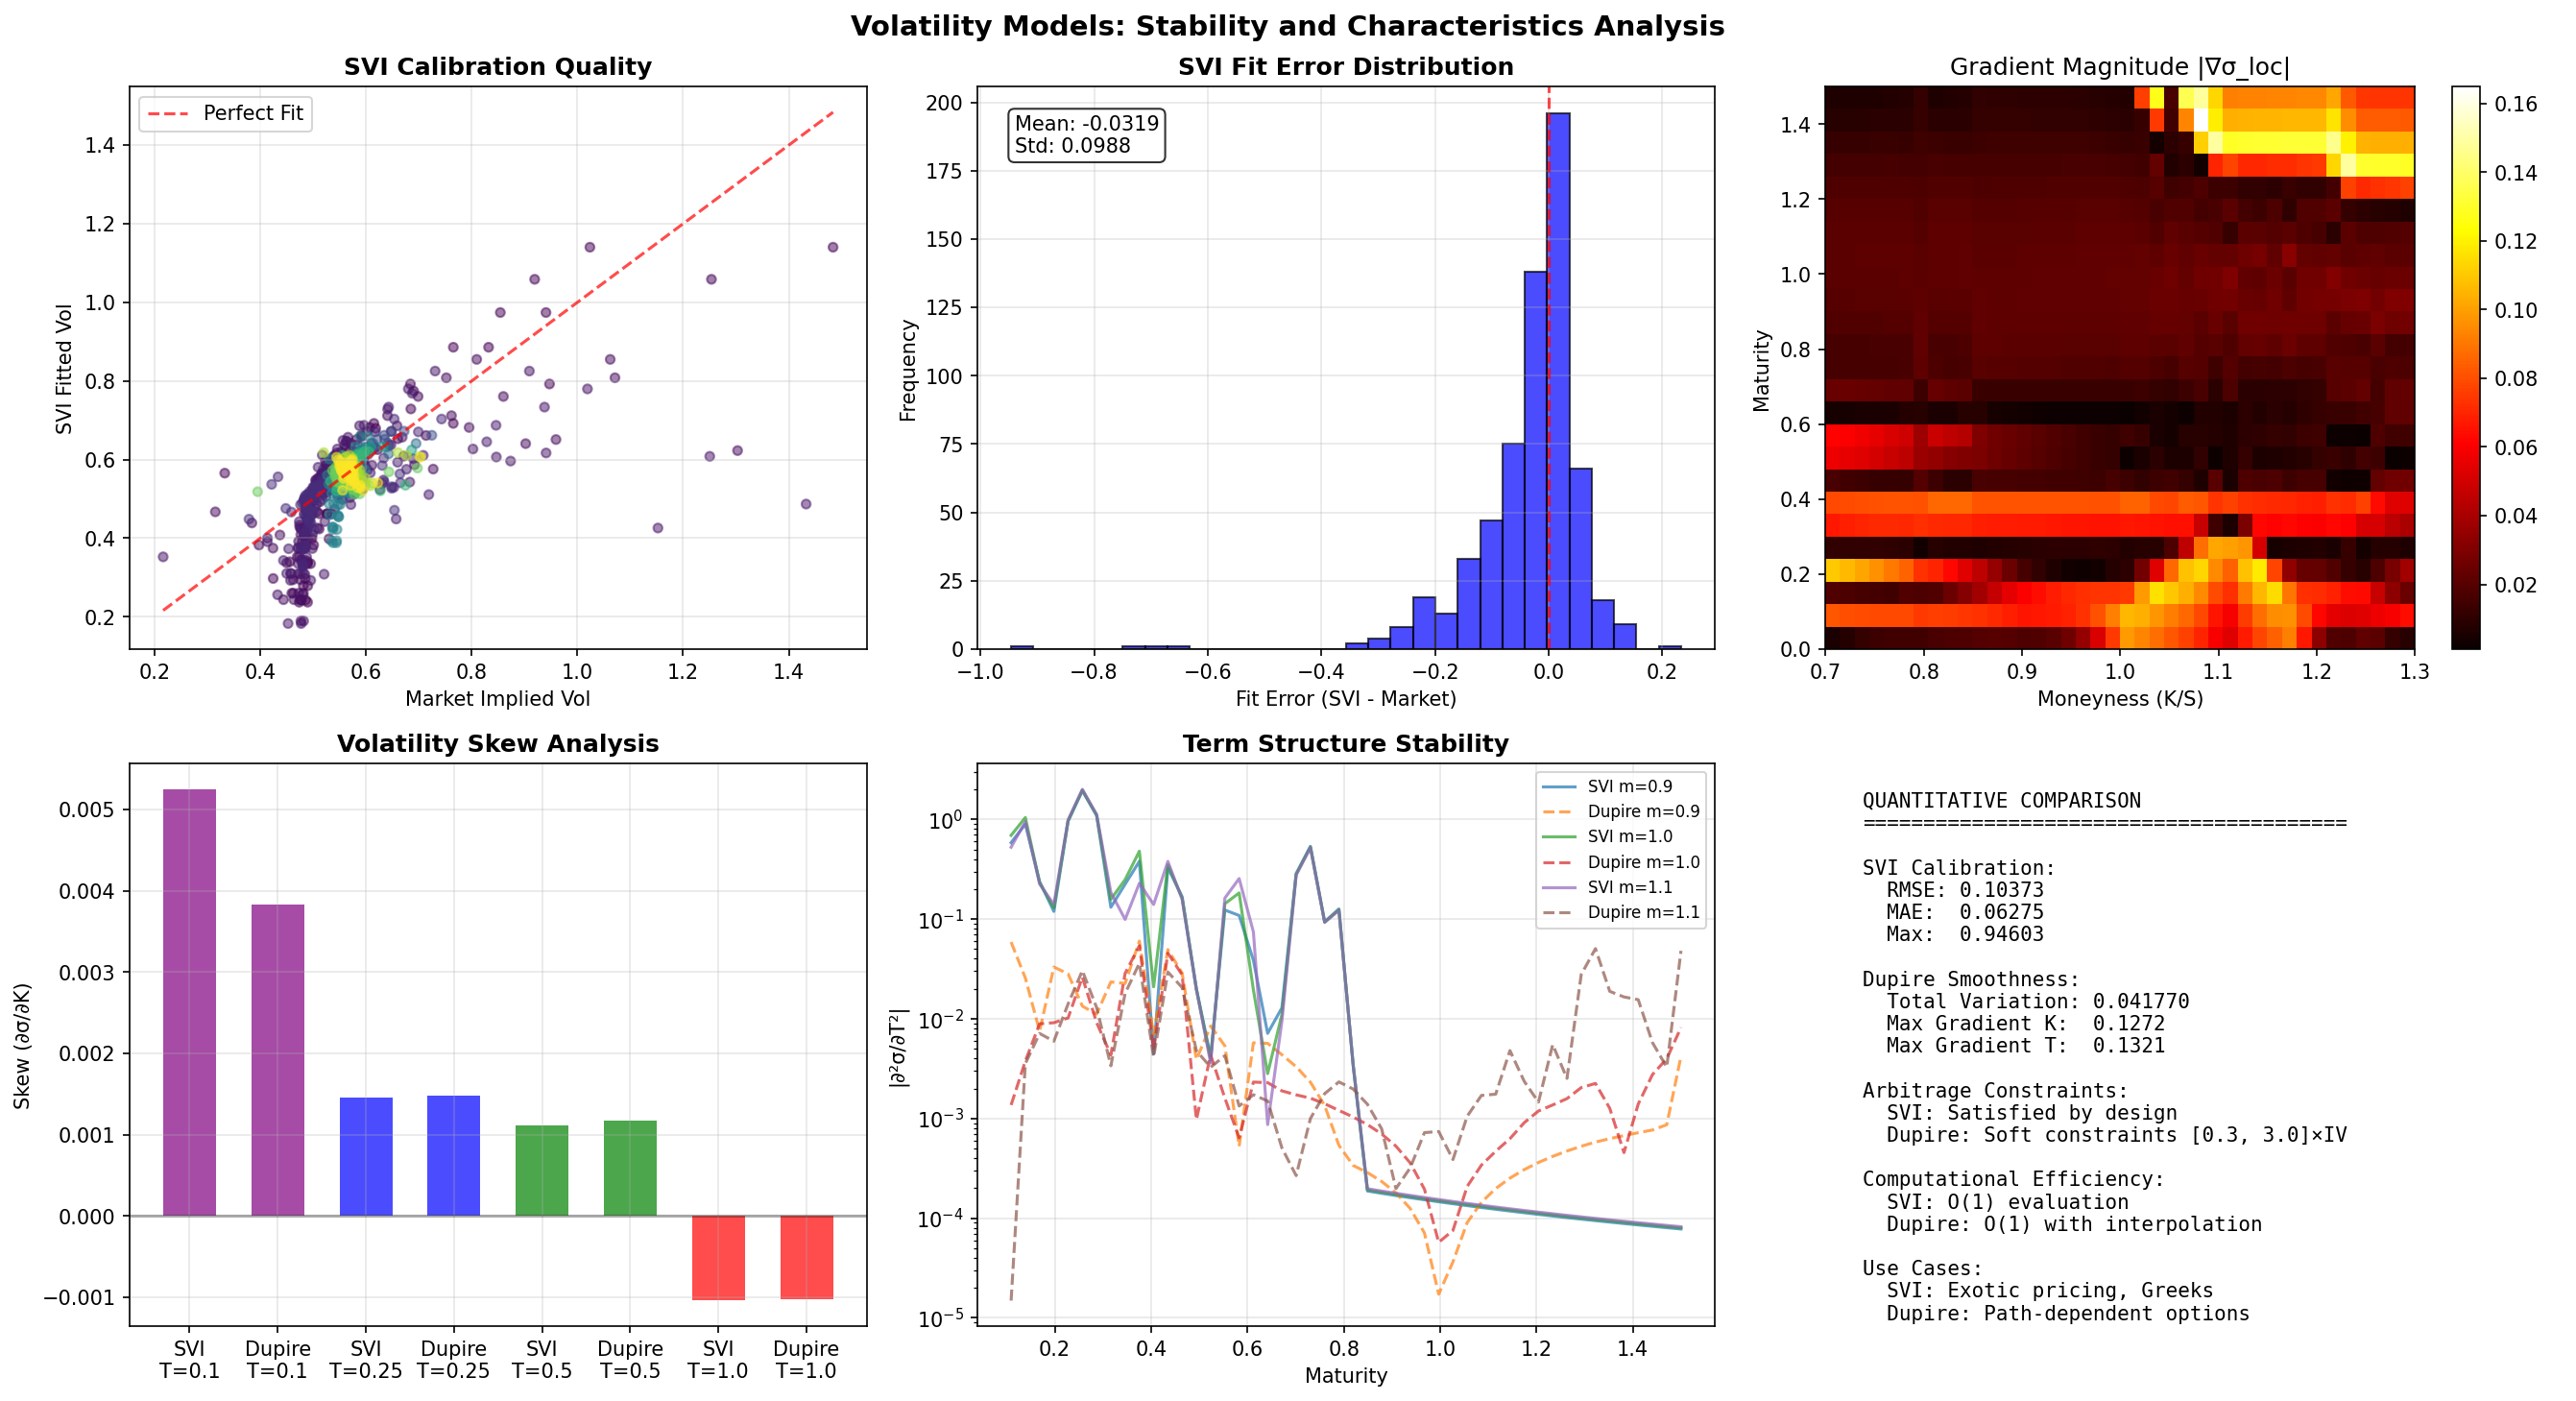 Volatility Models: Stability and Characteristics Analysis
SVI Calibration Quality
Perfect Fit
1.4
1.2
1.0
0.8
0.6
0.4
0.2
SVI Fitted Vol
0.2
0.4
0.6
0.8
1.0
1.2
1.4
Market Implied Vol
SVI Fit Error Distribution
Mean: -0.0319
Std: 0.0988
200
175
150
125
100
75
50
25
0
Frequency
−1.0
−0.8
−0.6
−0.4
−0.2
0.0
0.2
Fit Error (SVI - Market)
Gradient Magnitude |∇σ_loc|
1.4
1.2
1.0
0.8
0.6
0.4
0.2
0.0
Maturity
0.7
0.8
0.9
1.0
1.1
1.2
1.3
Moneyness (K/S)
0.16
0.14
0.12
0.10
0.08
0.06
0.04
0.02
Volatility Skew Analysis
0.005
0.004
0.003
0.002
0.001
0.000
−0.001
Skew (∂σ/∂K)
SVI
T=0.1
Dupire
T=0.1
SVI
T=0.25
Dupire
T=0.25
SVI
T=0.5
Dupire
T=0.5
SVI
T=1.0
Dupire
T=1.0
Term Structure Stability
SVI m=0.9
Dupire m=0.9
SVI m=1.0
Dupire m=1.0
SVI m=1.1
Dupire m=1.1
10⁰
10⁻¹
10⁻²
10⁻³
10⁻⁴
10⁻⁵
|∂²σ/∂T²|
0.2
0.4
0.6
0.8
1.0
1.2
1.4
Maturity
QUANTITATIVE COMPARISON
========================================
SVI Calibration:
RMSE: 0.10373
MAE:  0.06275
Max:  0.94603
Dupire Smoothness:
Total Variation: 0.041770
Max Gradient K:  0.1272
Max Gradient T:  0.1321
Arbitrage Constraints:
SVI: Satisfied by design
Dupire: Soft constraints [0.3, 3.0]×IV
Computational Efficiency:
SVI: O(1) evaluation
Dupire: O(1) with interpolation
Use Cases:
SVI: Exotic pricing, Greeks
Dupire: Path-dependent options